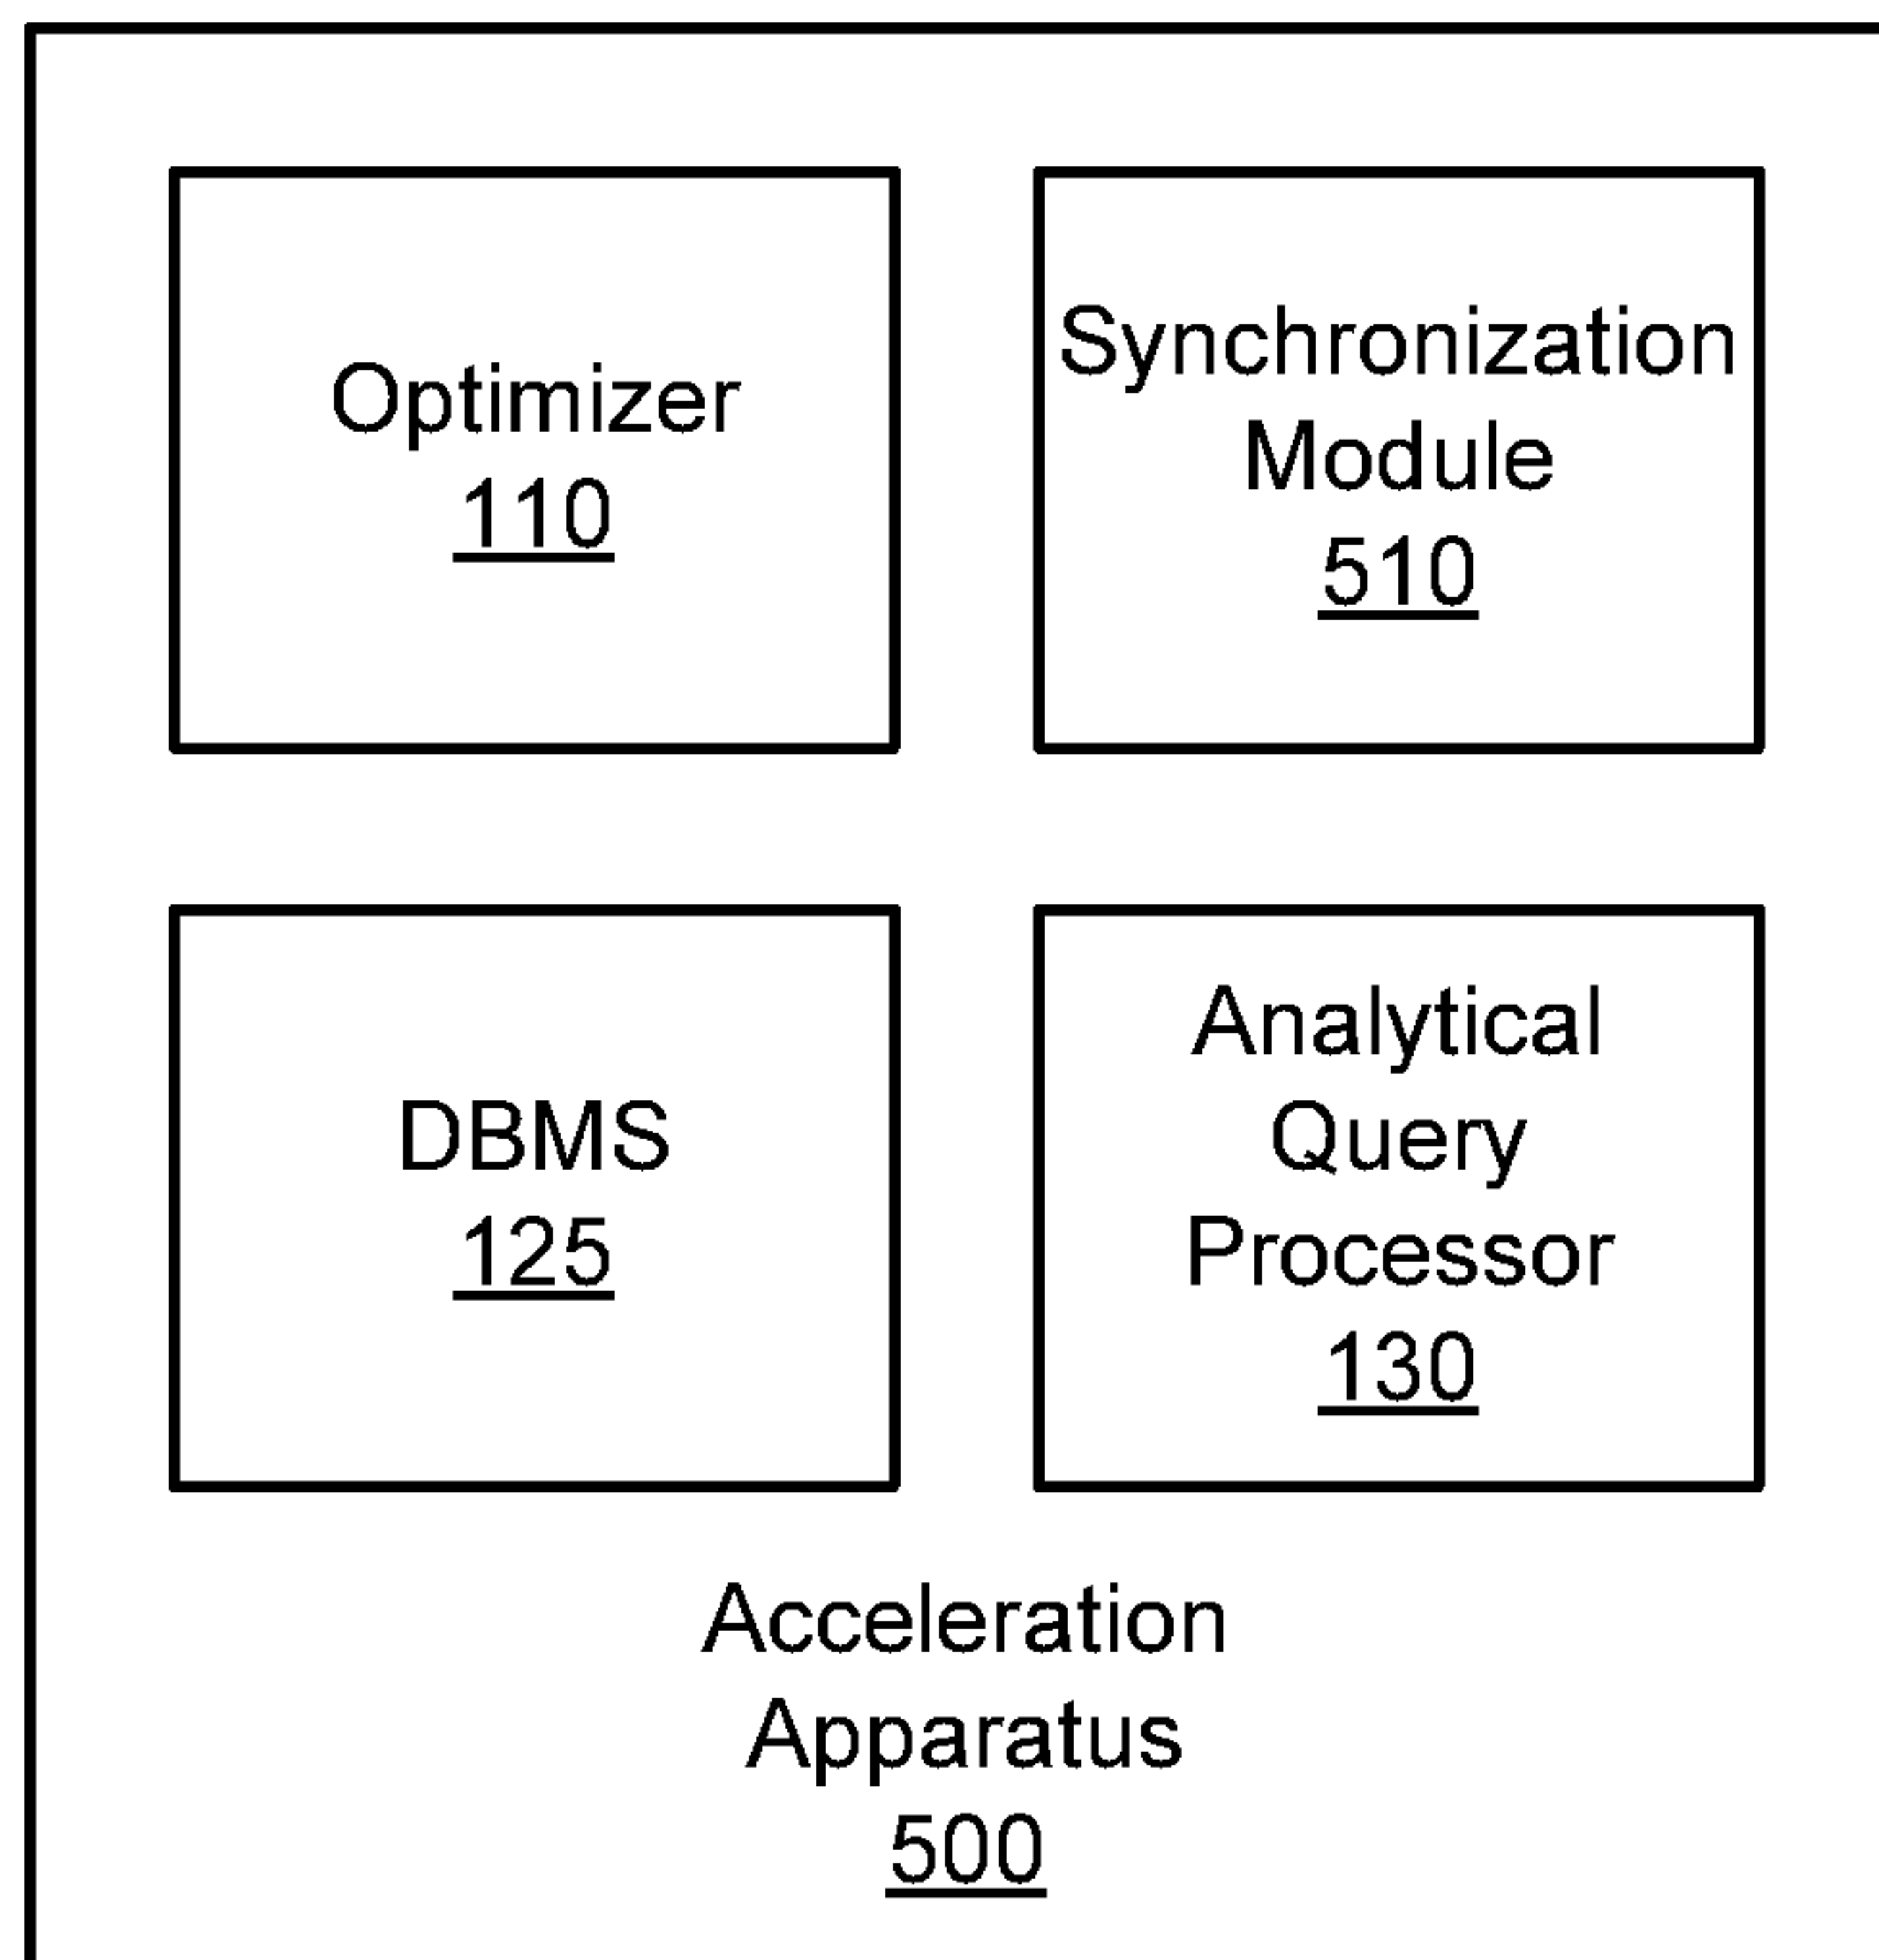 Optimizer
110
Synchronization
Module
510
DBMS
125
Analytical
Query
Processor
130
Acceleration
Apparatus
500